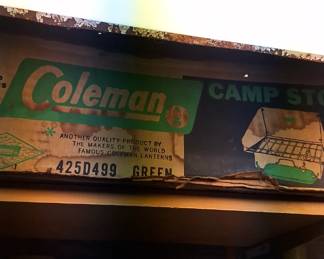 Coleman
CAMP STO
ANOTHER QUALITY PRODUCT BY
THE MAKERS OF THE WORLD
FAMOUS COLEMAN LANTERNS
425D499 GREEN